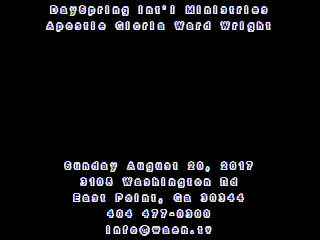 DaySpring Int'l Ministries
Apostle Gloria Ward Wright
Sunday August 20, 2017
3105 Washington Rd
East Point, Ga 30344
404 477-0300
info@waen.tv